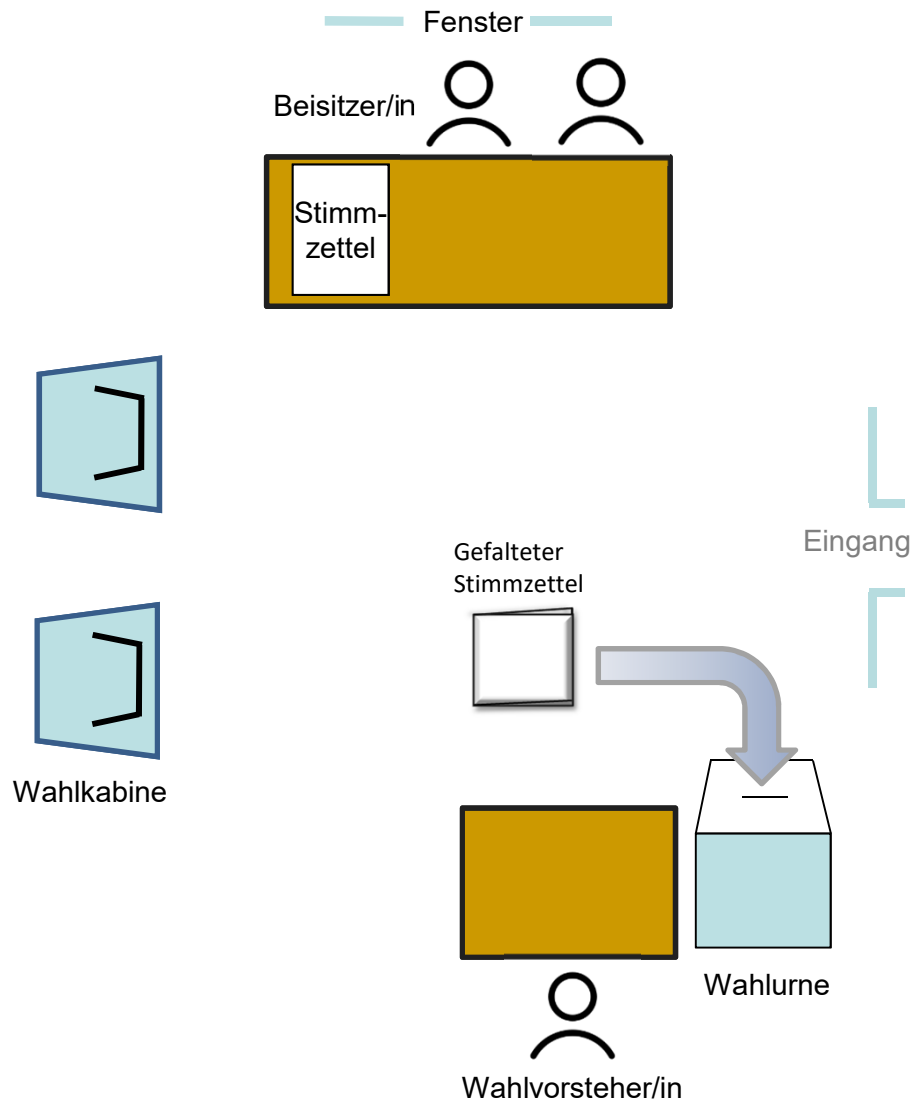 Fenster
Beisitzer/in
Stimm-
zettel
Eingang
Gefalteter
Stimmzettel
Wahlkabine
Wahlurne
Wahlvorsteher/in